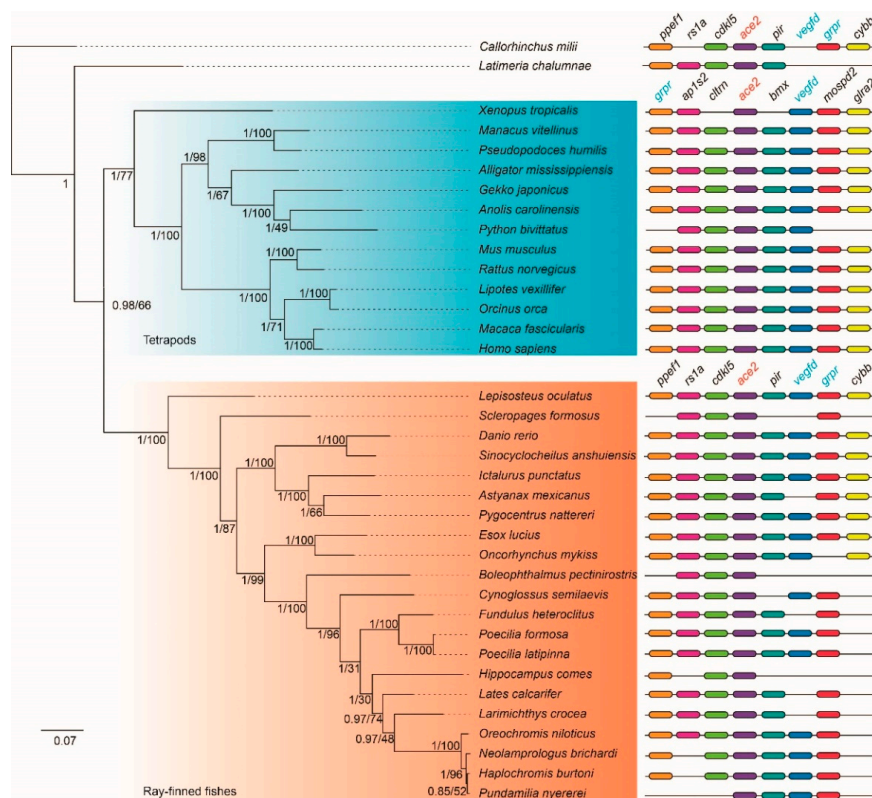 ppef1 rs1a cdkl5 ace2 pir vegfd grpr cybb
Callorhinchus milii
Latimeria chalumnae
grpr ap1s2 cltrn ace2 bmx vegfd mospd2 glra2
Xenopus tropicalis
1/100 Manacus vitellinus
1/98 Pseudopodoces humilis
1/77 Alligator mississippiensis
1 1/67 Gekko japonicus
1/100 Anolis carolinensis
1/49 Python bivittatus
1/100
1/100 Mus musculus
Rattus norvegicus
1/100 1/100 Lipotes vexillifer
0.98/66 Orcinus orca
1/71 Macaca fascicularis
Tetrapods 1/100 Homo sapiens
ppef1 rs1a cdkl5 ace2 pir vegfd grpr cybb
Lepisosteus oculatus
Scleropages formosus
1/100 1/100 Danio rerio
1/100 Sinocyclocheilus anshuiensis
1/100 Ictalurus punctatus
1/100 Astyanax mexicanus
1/66 Pygocentrus nattereri
1/87 Esox lucius
1/100 Oncorhynchus mykiss
1/99 Boleophthalmus pectinirostris
Cynoglossus semilaevis
1/100 Fundulus heteroclitus
1/100 Poecilia formosa
1/96 1/100 Poecilia latipinna
1/31 Hippocampus comes
1/30 Lates calcarifer
0.97/74 Larimichthys crocea
0.97/48 Oreochromis niloticus
0.07 1/100 Neolamprologus brichardi
1/96 Haplochromis burtoni
Ray-finned fishes 0.85/52 Pundamilia nyererei